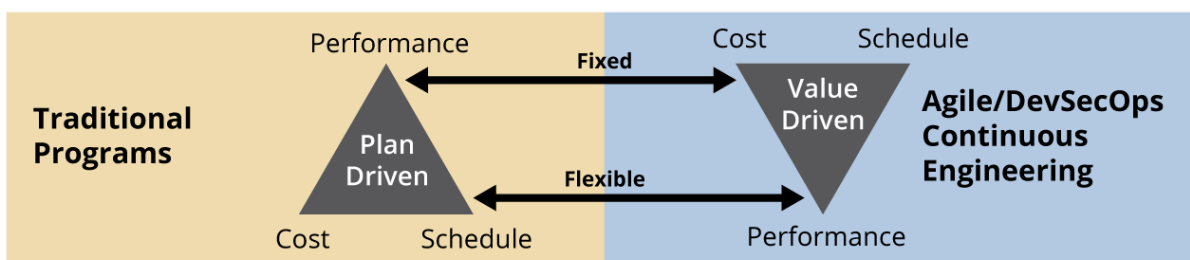 Performance
Fixed
Cost
Schedule
Traditional
Programs
Plan
Driven
Value
Driven
Agile/DevSecOps
Continuous
Engineering
Flexible
Cost
Schedule
Performance